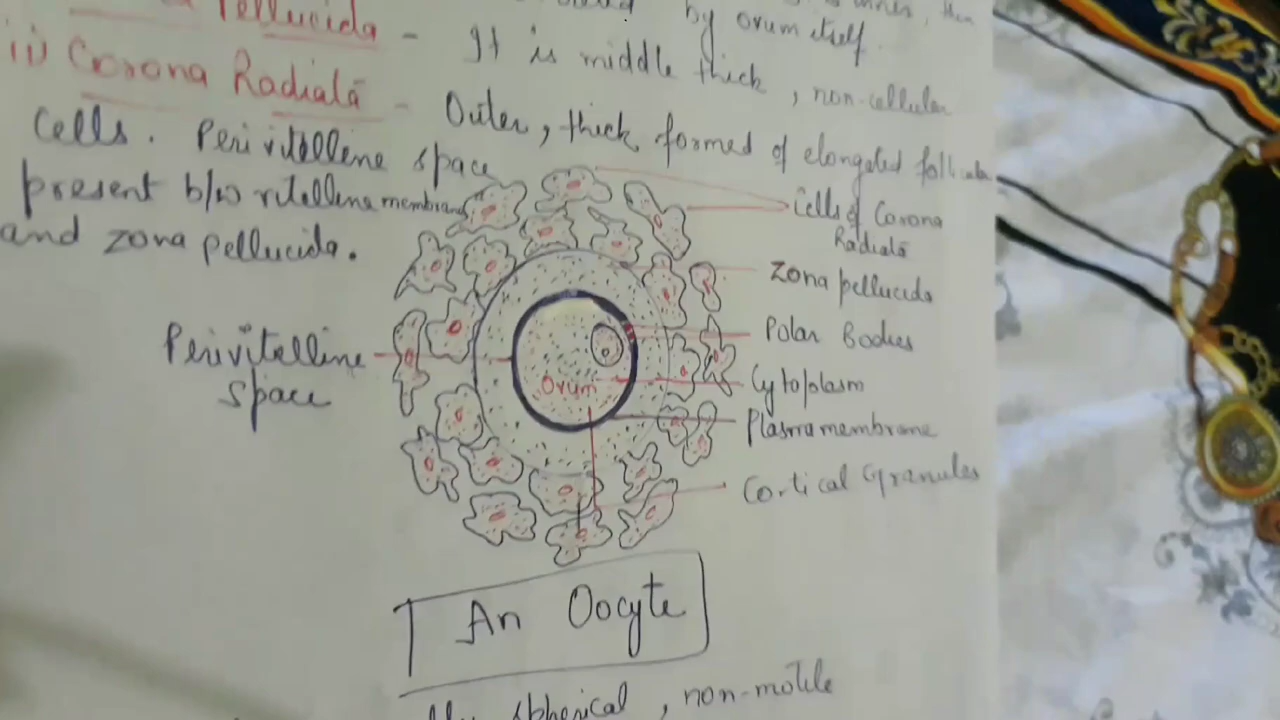 Pellucida - It is middle thick, non-cellular
by ovum itself.
ii) Corona Radiata - Outer, thick formed of elongated follicular
cells. Perivitelline space
present b/w vitelline membrane
and zona pellucida.
Cells of Corona
Radiata
Zona pellucida
Polar Bodies
Cytoplasm
Plasma membrane
Cortical Granules
Perivitelline
space
Ovum
An Oocyte
spherical, non-motile